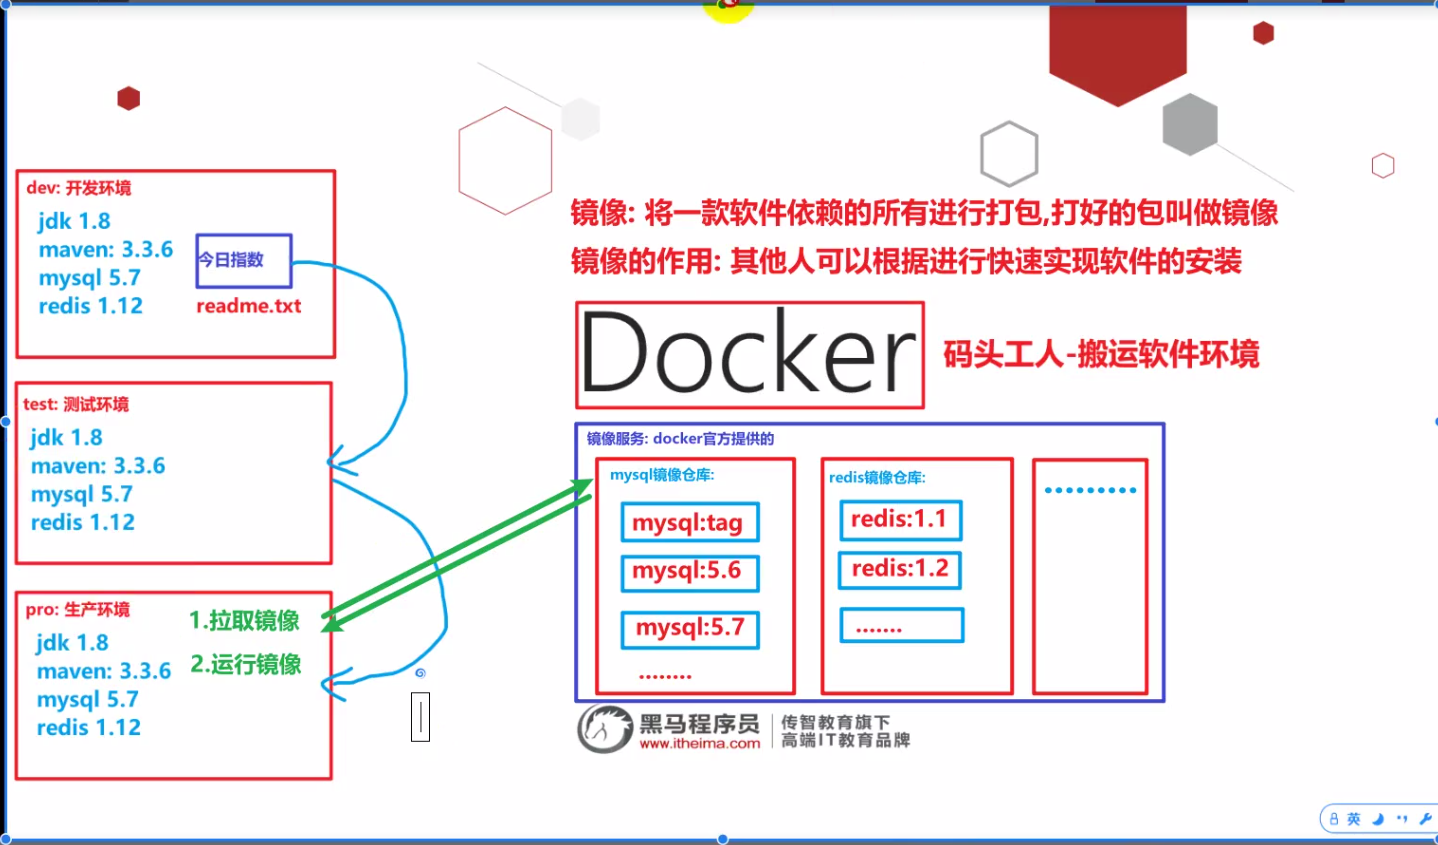 dev: 开发环境
jdk 1.8
maven: 3.3.6
mysql 5.7
redis 1.12
今日指数
readme.txt
test: 测试环境
jdk 1.8
maven: 3.3.6
mysql 5.7
redis 1.12
pro: 生产环境
jdk 1.8
maven: 3.3.6
mysql 5.7
redis 1.12
1.拉取镜像
2.运行镜像
镜像: 将一款软件依赖的所有进行打包,打好的包叫做镜像
镜像的作用: 其他人可以根据进行快速实现软件的安装
Docker
码头工人-搬运软件环境
镜像服务: docker官方提供的
mysql镜像仓库:
mysql:tag
mysql:5.6
mysql:5.7
........
redis镜像仓库:
redis:1.1
redis:1.2
.......
.........
黑马程序员
www.itheima.com
传智教育旗下
高端IT教育品牌
英